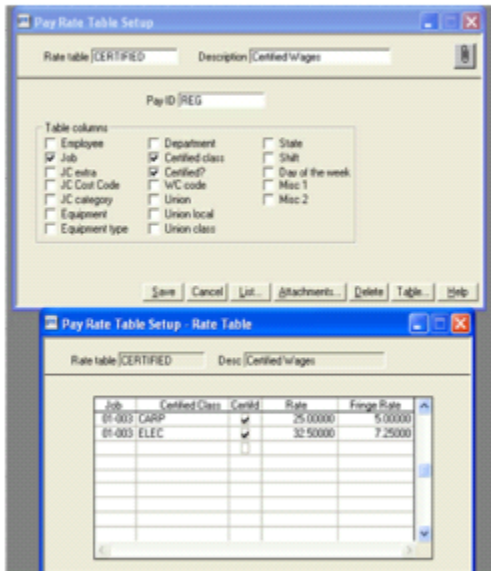 Pay Rate Table Setup
Rate table CERTIFIED Description Certified Wages
Pay ID REG
Table columns
Employee Department State
Job Certified class Shift
JC extra Certified? Day of the week
JC Cost Code WC code Misc 1
JC category Union Misc 2
Equipment Union local
Equipment type Union class
Save Cancel List... Attachments... Delete Table... Help
Pay Rate Table Setup - Rate Table
Rate table CERTIFIED Desc Certified Wages
Job Certified Class Certif'd Rate Fringe Rate
01-003 CARP 25.00000 5.00000
01-003 ELEC 32.50000 7.25000